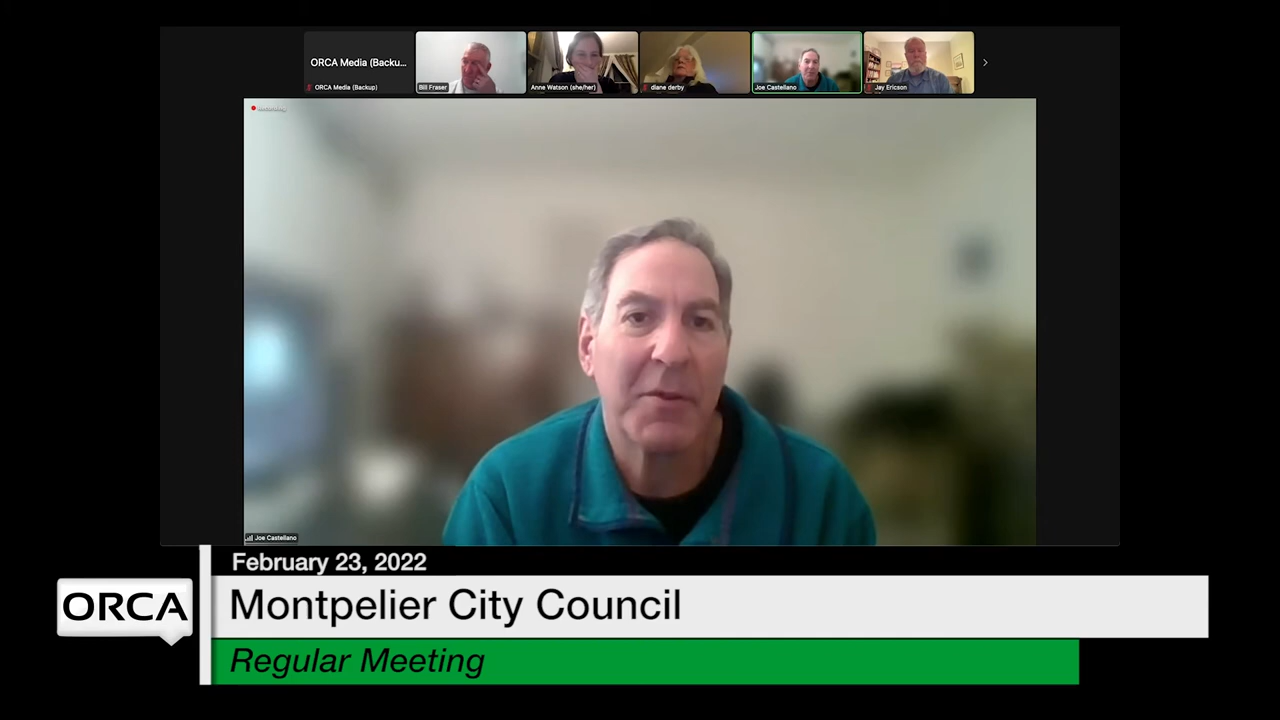 ORCA Media (Backu...
ORCA Media (Backup)
Bill Fraser
Anne Watson (she/her)
diane derby
Joe Castellano
Jay Ericson
Joe Castellano
February 23, 2022
ORCA
Montpelier City Council
Regular Meeting